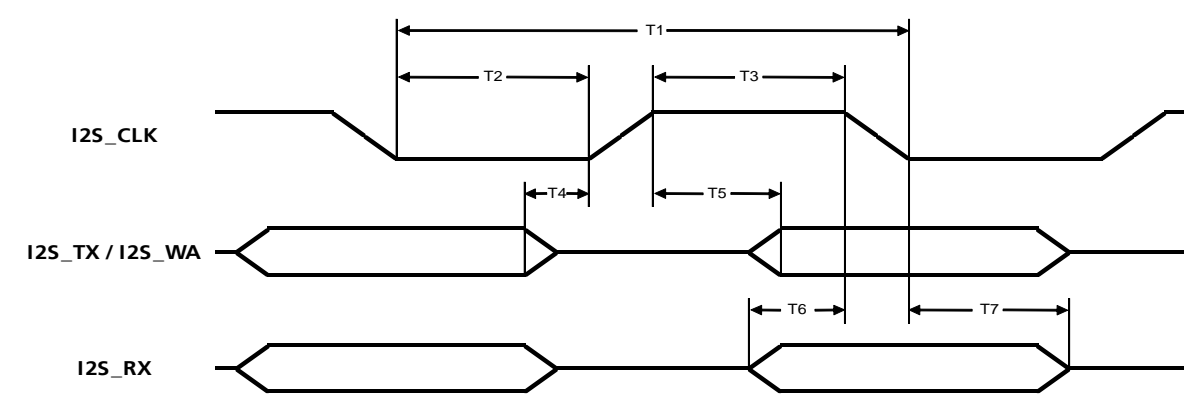 T1
T2
T3
I2S_CLK
T4
T5
I2S_TX / I2S_WA
T6
T7
I2S_RX